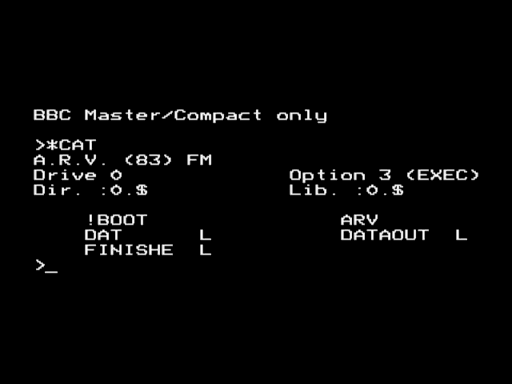 BBC Master/Compact only
>*CAT
A.R.V. (83) FM
Drive 0 Option 3 (EXEC)
Dir. :0.$ Lib. :0.$
!BOOT ARV
DAT L DATAOUT L
FINISHE L
>_